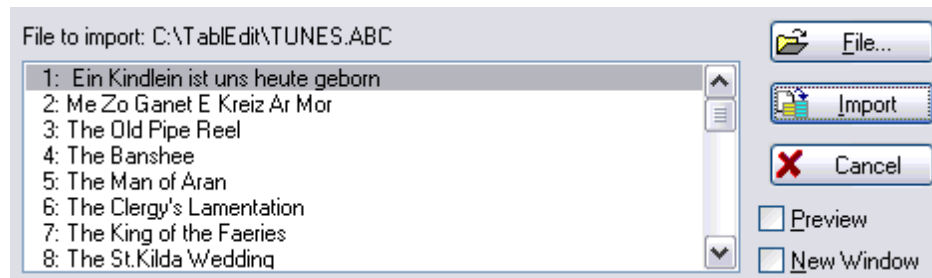 File to import: C:\TablEdit\TUNES.ABC
1: Ein Kindlein ist uns heute geborn
2: Me Zo Ganet E Kreiz Ar Mor
3: The Old Pipe Reel
4: The Banshee
5: The Man of Aran
6: The Clergy's Lamentation
7: The King of the Faeries
8: The St.Kilda Wedding
File...
Import
Cancel
Preview
New Window